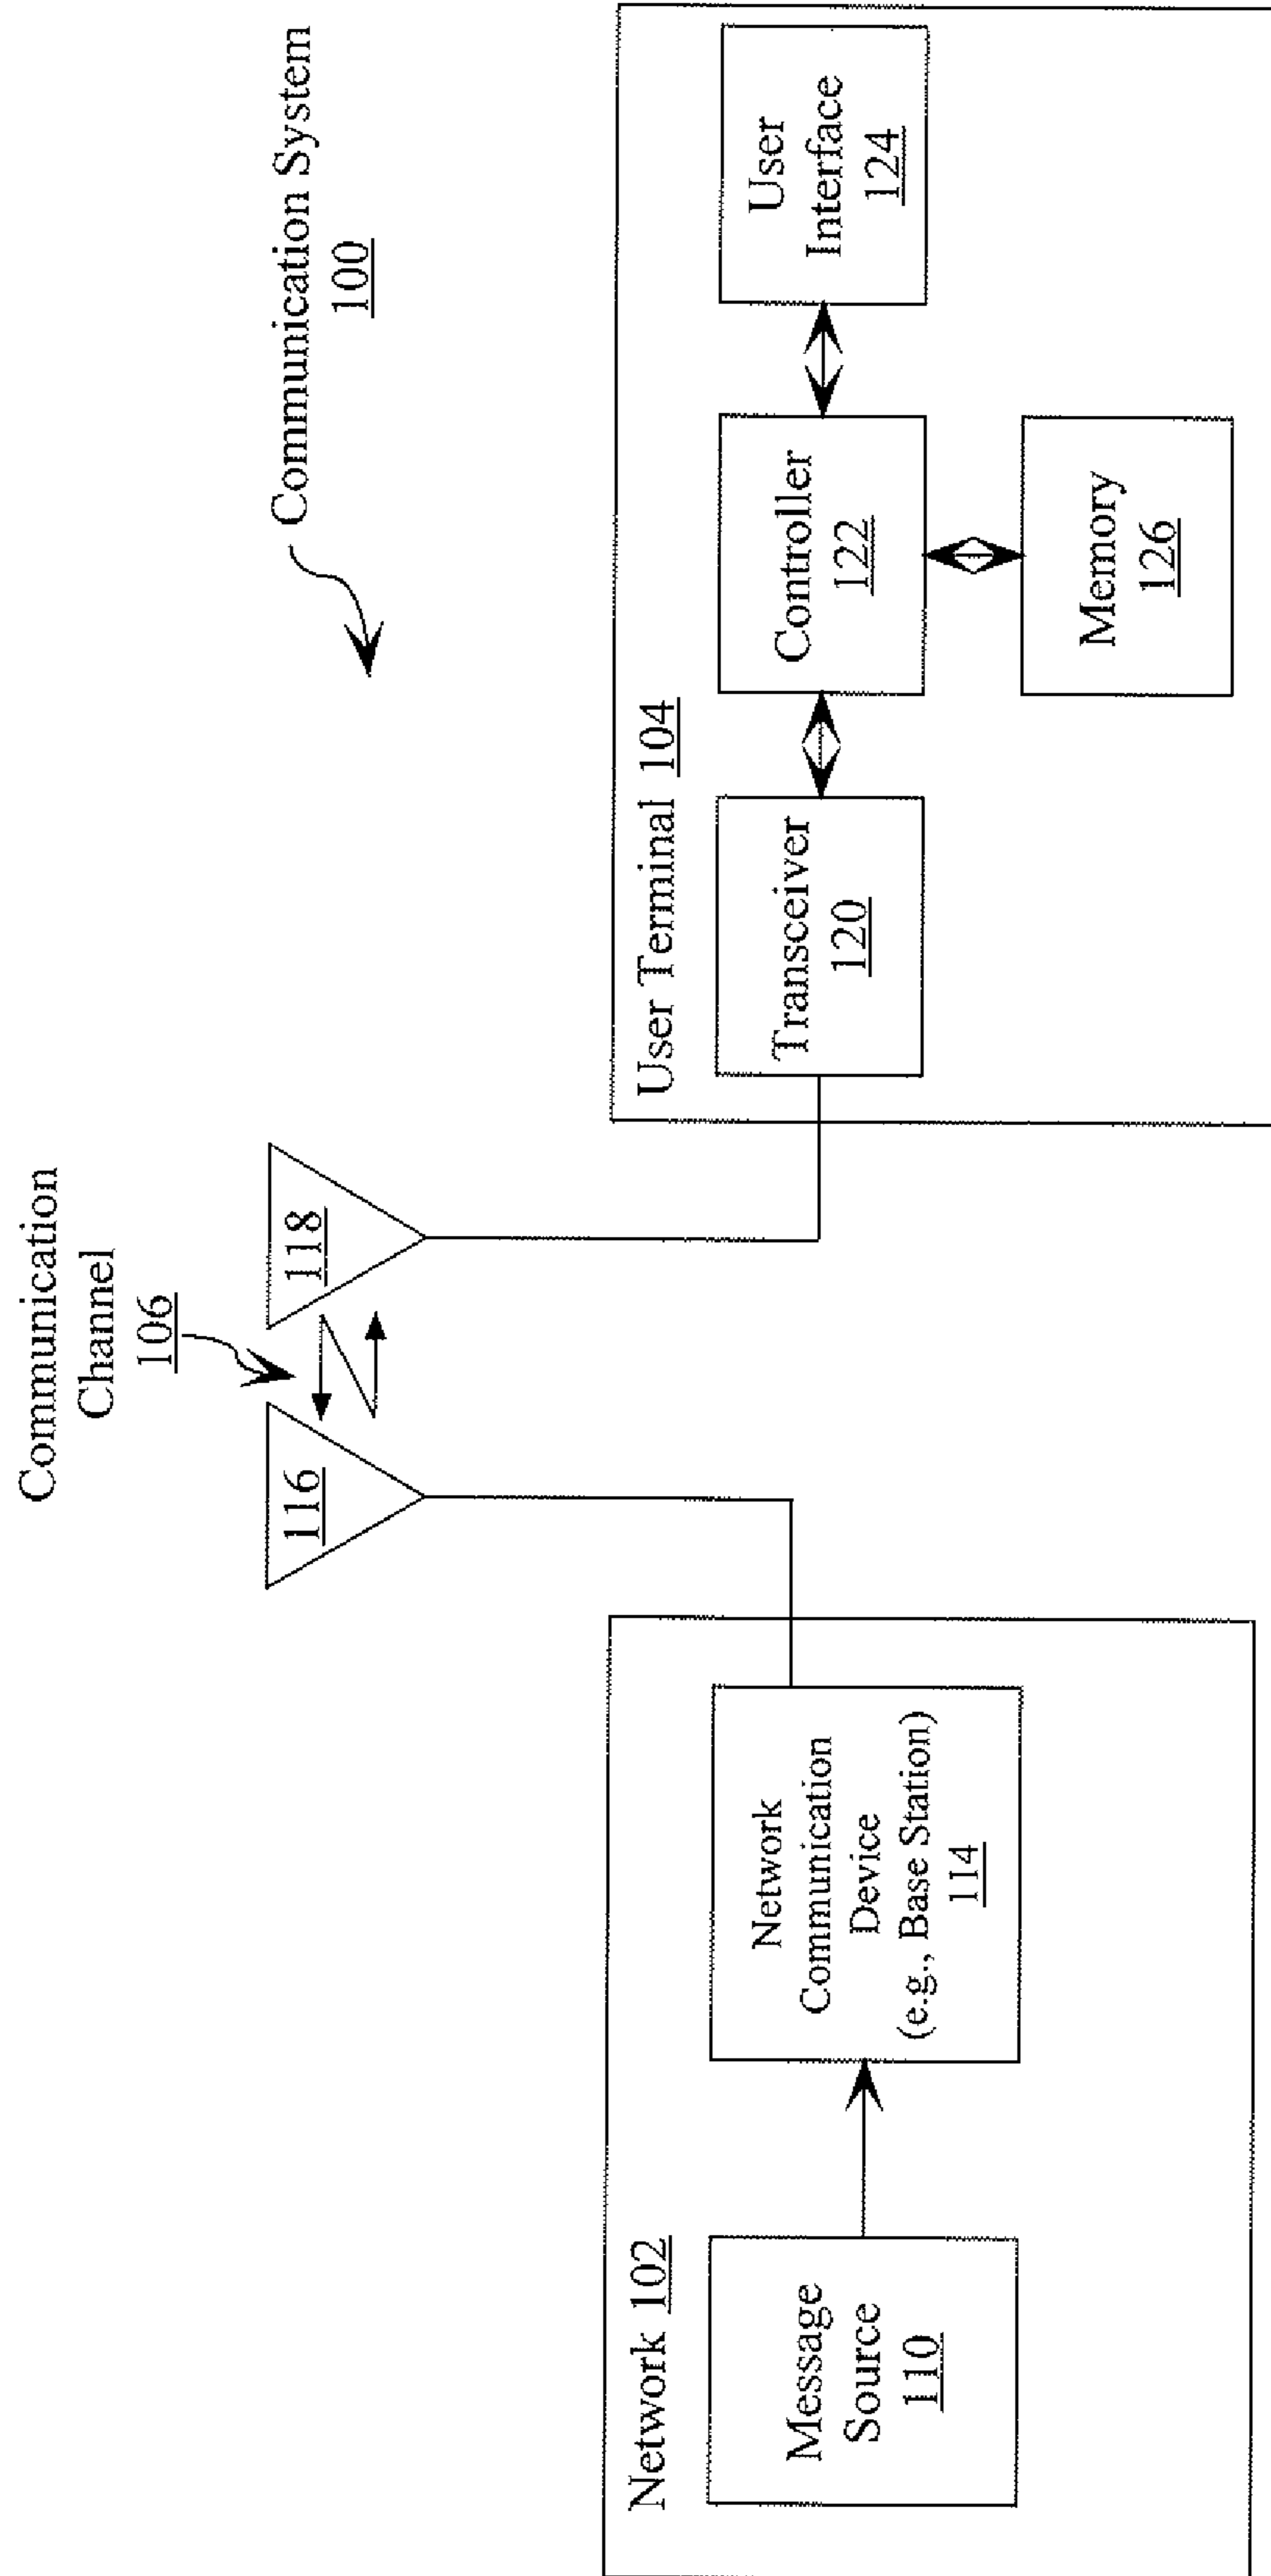 Communication System
100
Communication
Channel
106
116
118
Network 102
Message
Source
110
Network
Communication
Device
(e.g., Base Station)
114
User Terminal 104
Transceiver
120
Controller
122
User
Interface
124
Memory
126